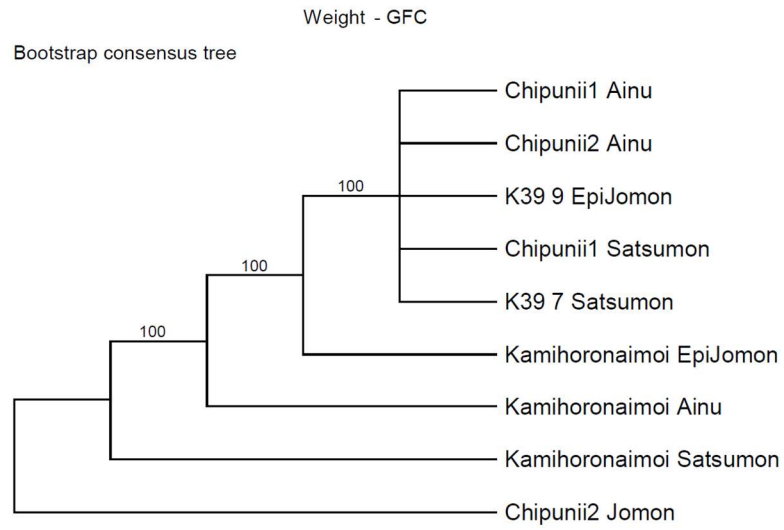 Weight - GFC
Bootstrap consensus tree
Chipunii1 Ainu
Chipunii2 Ainu
100
K39 9 EpiJomon
Chipunii1 Satsumon
100
K39 7 Satsumon
100
Kamihoronaimoi EpiJomon
Kamihoronaimoi Ainu
Kamihoronaimoi Satsumon
Chipunii2 Jomon